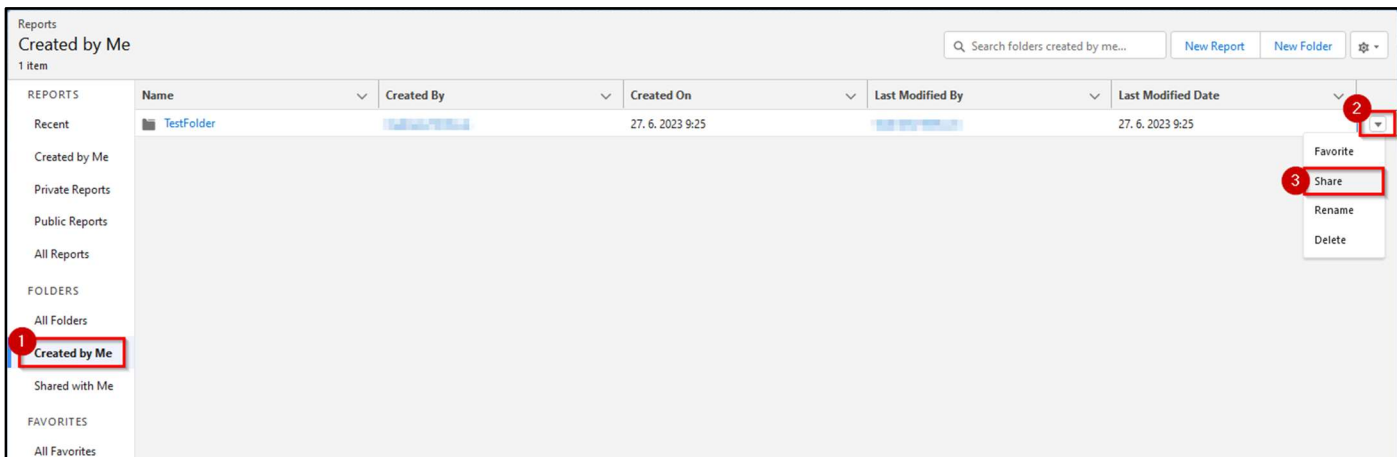 Reports
Created by Me
1 item
Search folders created by me...
New Report
New Folder
REPORTS
Recent
Created by Me
Private Reports
Public Reports
All Reports
FOLDERS
All Folders
1
Created by Me
Shared with Me
FAVORITES
All Favorites
Name
Created By
Created On
Last Modified By
Last Modified Date
TestFolder
27. 6. 2023 9:25
27. 6. 2023 9:25
2
Favorite
3
Share
Rename
Delete